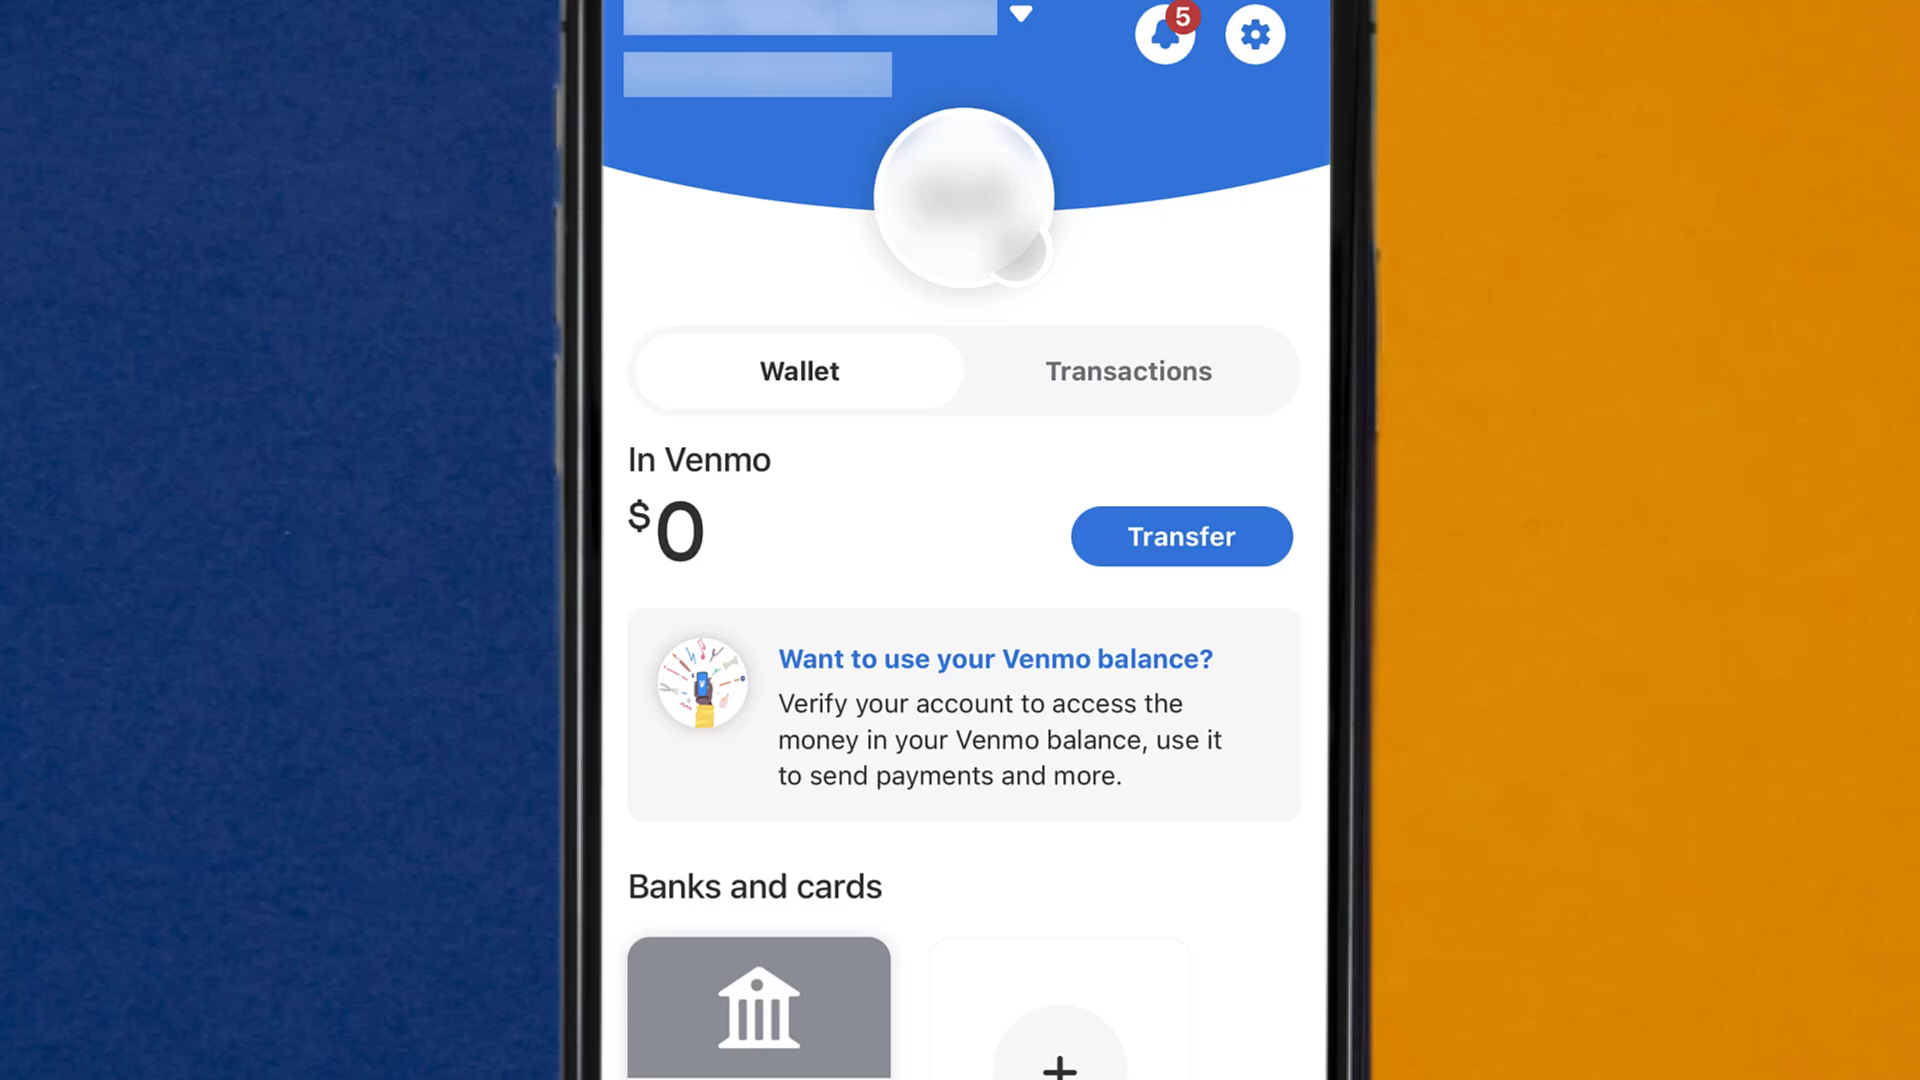 5
Wallet
Transactions
In Venmo
$0
Transfer
Want to use your Venmo balance?
Verify your account to access the
money in your Venmo balance, use it
to send payments and more.
Banks and cards
+